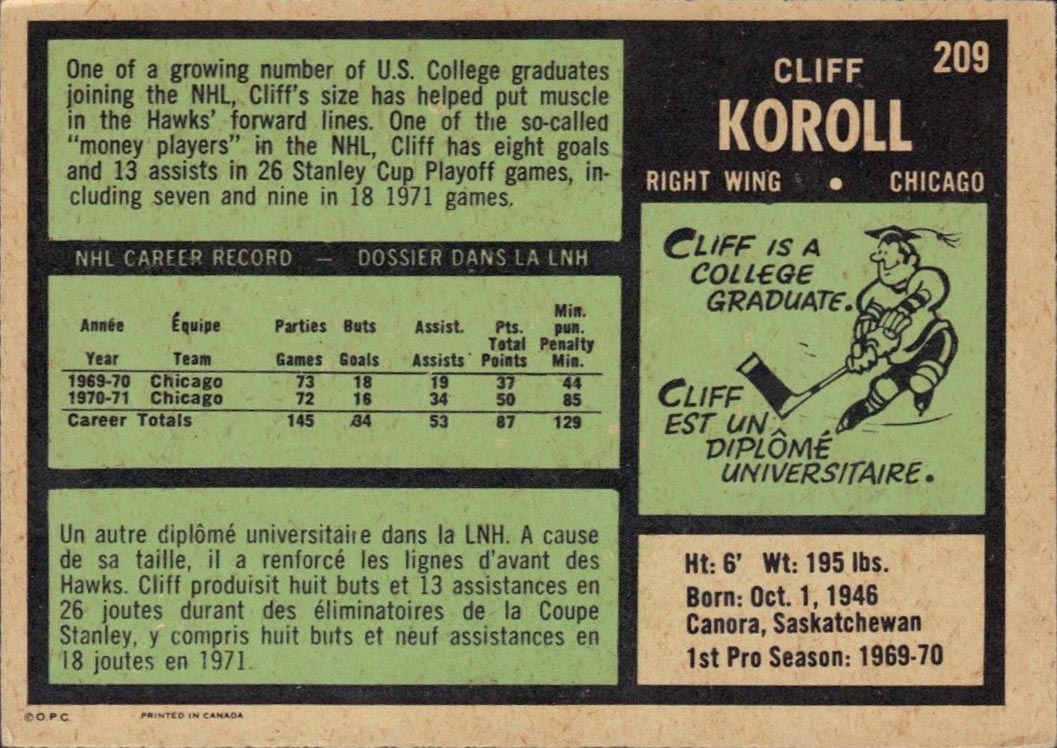 One of a growing number of U.S. College graduates
joining the NHL, Cliff's size has helped put muscle
in the Hawks' forward lines. One of the so-called
"money players" in the NHL, Cliff has eight goals
and 13 assists in 26 Stanley Cup Playoff games, in-
cluding seven and nine in 18 1971 games.
209
CLIFF
KOROLL
RIGHT WING • CHICAGO
NHL CAREER RECORD — DOSSIER DANS LA LNH
Année Équipe Parties Buts Assist. Pts. Min. pun.
Year Team Games Goals Assists Total Points Penalty Min.
1969-70 Chicago 73 18 19 37 44
1970-71 Chicago 72 16 34 50 85
Career Totals 145 34 53 87 129
CLIFF IS A
COLLEGE
GRADUATE.
CLIFF
EST UN
DIPLÔMÉ
UNIVERSITAIRE.
Un autre diplômé universitaire dans la LNH. A cause
de sa taille, il a renforcé les lignes d'avant des
Hawks. Cliff produisit huit buts et 13 assistances en
26 joutes durant des éliminatoires de la Coupe
Stanley, y compris huit buts et neuf assistances en
18 joutes en 1971.
Ht: 6' Wt: 195 lbs.
Born: Oct. 1, 1946
Canora, Saskatchewan
1st Pro Season: 1969-70
© O.P.C. PRINTED IN CANADA